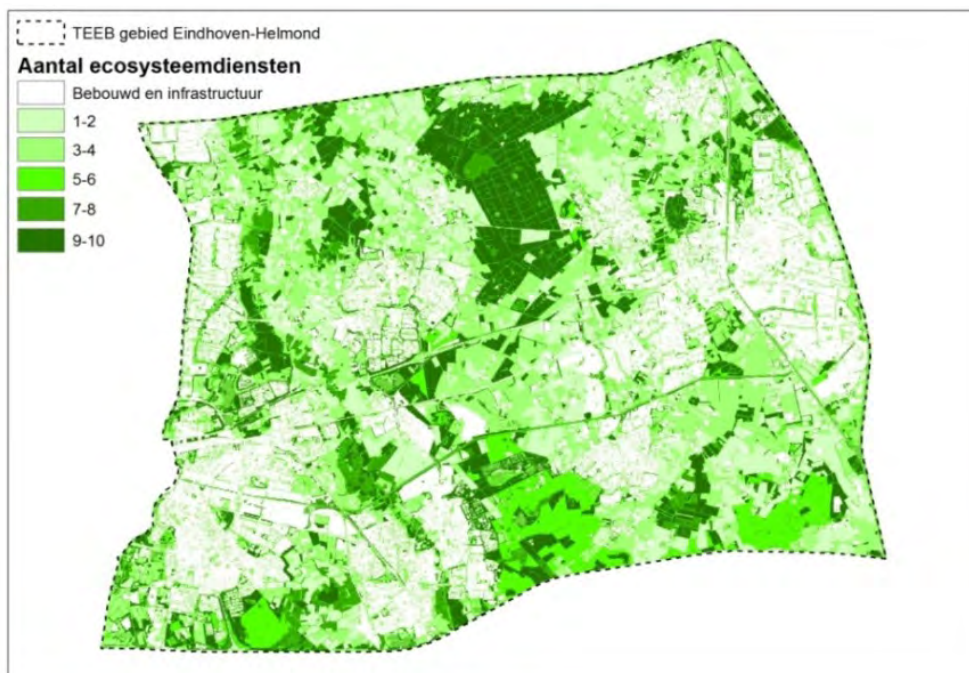 TEEB gebied Eindhoven-Helmond
Aantal ecosysteemdiensten
Bebouwd en infrastructuur
1-2
3-4
5-6
7-8
9-10